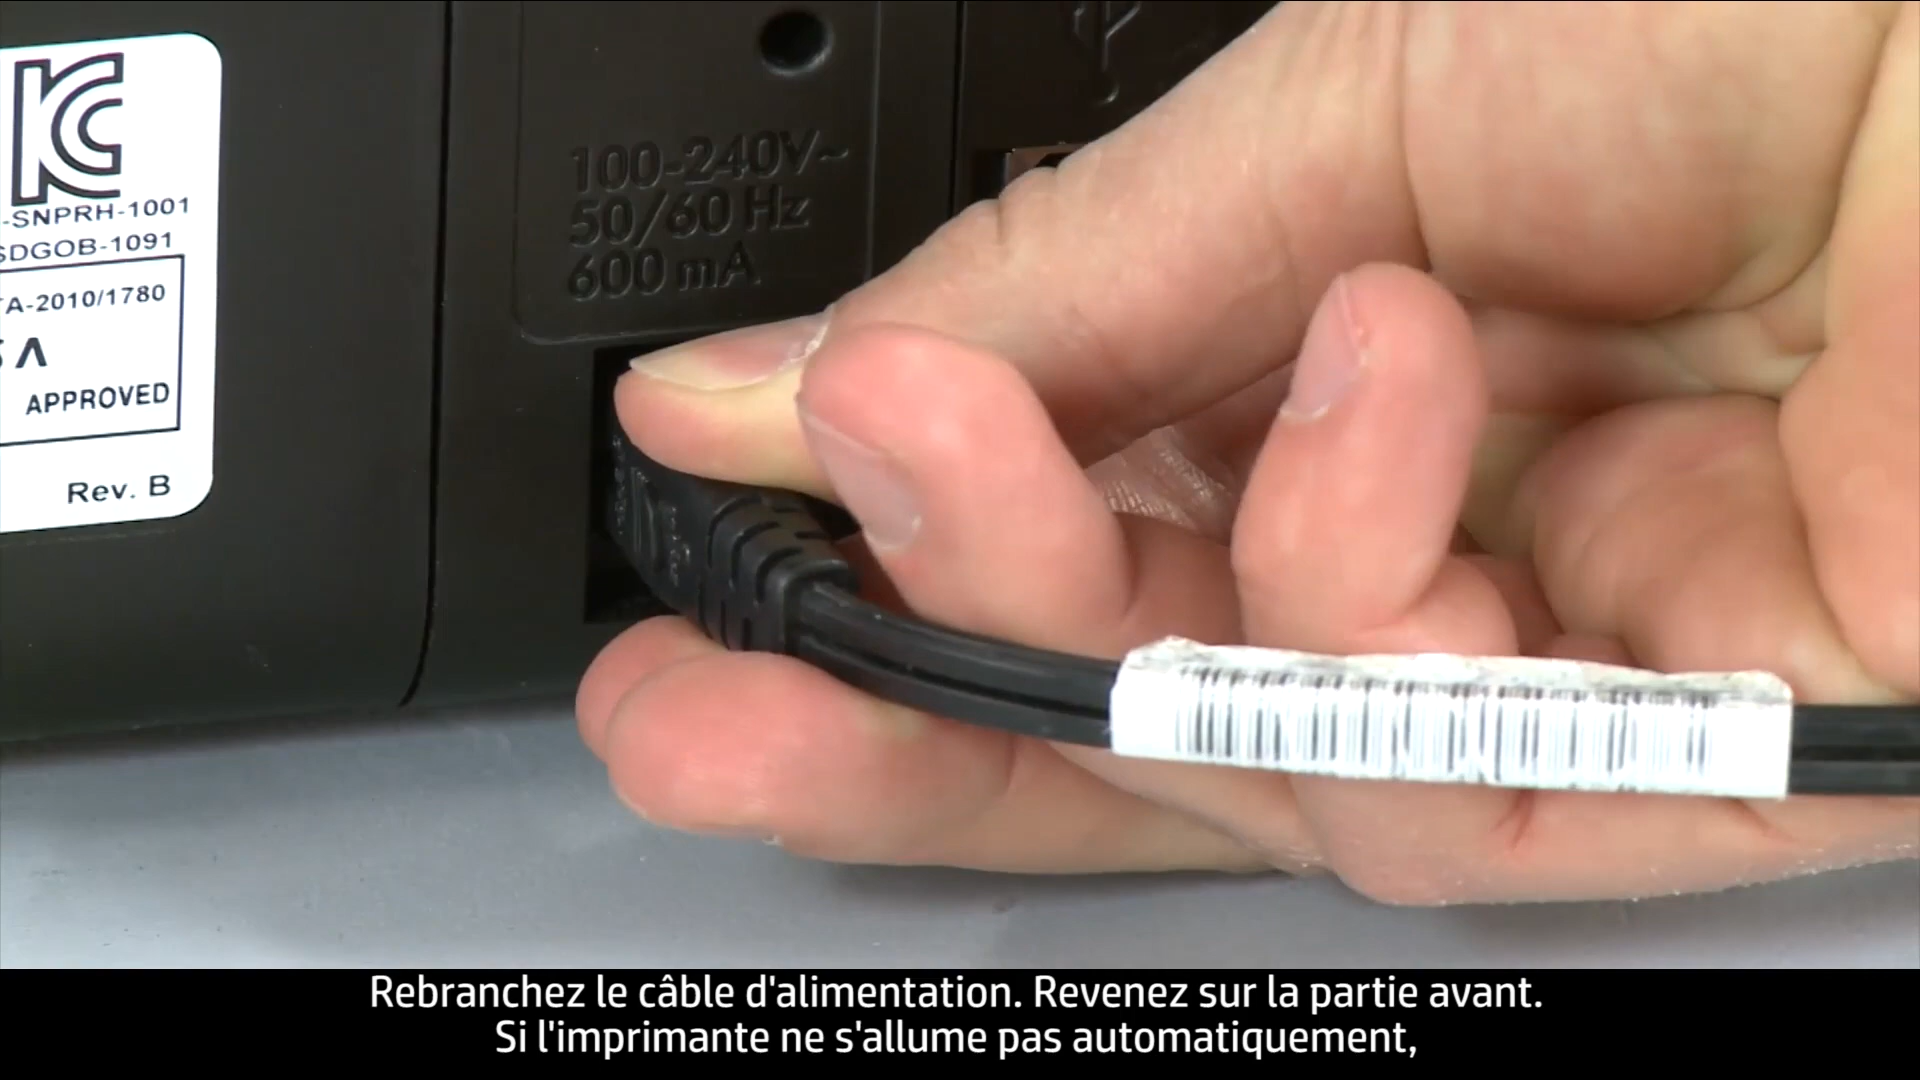 KC
-SNPRH-1001
SDGOB-1091
TA-2010/1780
APPROVED
Rev. B
100-240V~
50/60 Hz
600 mA
Rebranchez le câble d'alimentation. Revenez sur la partie avant.
Si l'imprimante ne s'allume pas automatiquement,